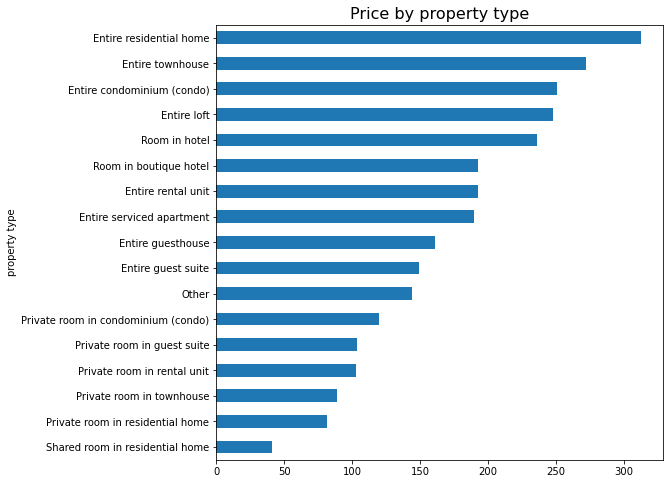 Price by property type
property type
Entire residential home
Entire townhouse
Entire condominium (condo)
Entire loft
Room in hotel
Room in boutique hotel
Entire rental unit
Entire serviced apartment
Entire guesthouse
Entire guest suite
Other
Private room in condominium (condo)
Private room in guest suite
Private room in rental unit
Private room in townhouse
Private room in residential home
Shared room in residential home
0 50 100 150 200 250 300